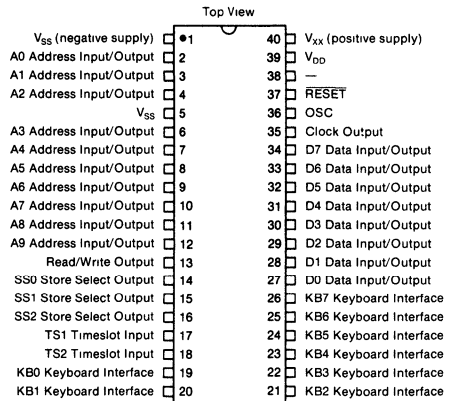 Top View
VSS (negative supply) 1 40 VXX (positive supply)
A0 Address Input/Output 2 39 VDD
A1 Address Input/Output 3 38 —
A2 Address Input/Output 4 37 RESET
VSS 5 36 OSC
A3 Address Input/Output 6 35 Clock Output
A4 Address Input/Output 7 34 D7 Data Input/Output
A5 Address Input/Output 8 33 D6 Data Input/Output
A6 Address Input/Output 9 32 D5 Data Input/Output
A7 Address Input/Output 10 31 D4 Data Input/Output
A8 Address Input/Output 11 30 D3 Data Input/Output
A9 Address Input/Output 12 29 D2 Data Input/Output
Read/Write Output 13 28 D1 Data Input/Output
SS0 Store Select Output 14 27 D0 Data Input/Output
SS1 Store Select Output 15 26 KB7 Keyboard Interface
SS2 Store Select Output 16 25 KB6 Keyboard Interface
TS1 Timeslot Input 17 24 KB5 Keyboard Interface
TS2 Timeslot Input 18 23 KB4 Keyboard Interface
KB0 Keyboard Interface 19 22 KB3 Keyboard Interface
KB1 Keyboard Interface 20 21 KB2 Keyboard Interface